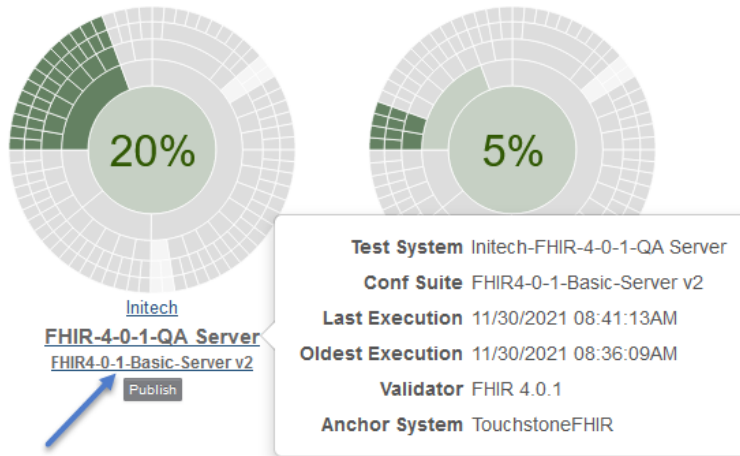 20%
5%
Initech
FHIR-4-0-1-QA Server
FHIR4-0-1-Basic-Server v2
Publish
Test System Initech-FHIR-4-0-1-QA Server
Conf Suite FHIR4-0-1-Basic-Server v2
Last Execution 11/30/2021 08:41:13AM
Oldest Execution 11/30/2021 08:36:09AM
Validator FHIR 4.0.1
Anchor System TouchstoneFHIR